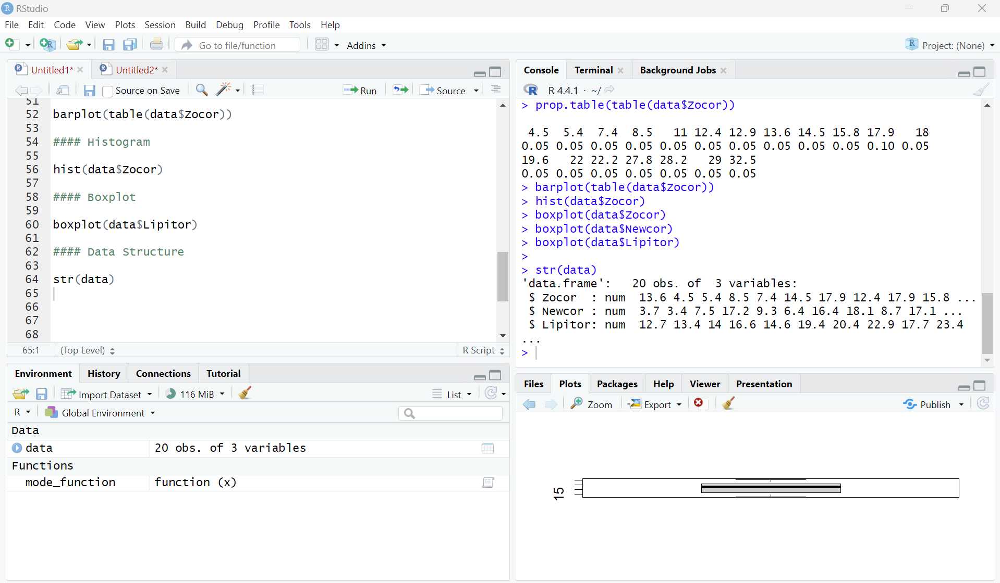 RStudio
File Edit Code View Plots Session Build Debug Profile Tools Help
Go to file/function Addins Project: (None)
Untitled1* Untitled2*
Source on Save Run Source
51
52 barplot(table(data$Zocor))
53
54 #### Histogram
55
56 hist(data$Zocor)
57
58 #### Boxplot
59
60 boxplot(data$Lipitor)
61
62 #### Data Structure
63
64 str(data)
65
66
67
68
65:1 (Top Level) R Script
Console Terminal Background Jobs
R 4.4.1 · ~/
> prop.table(table(data$Zocor))
4.5 5.4 7.4 8.5 11 12.4 12.9 13.6 14.5 15.8 17.9 18
0.05 0.05 0.05 0.05 0.05 0.05 0.05 0.05 0.05 0.05 0.10 0.05
19.6 22 22.2 27.8 28.2 29 32.5
0.05 0.05 0.05 0.05 0.05 0.05 0.05
> barplot(table(data$Zocor))
> hist(data$Zocor)
> boxplot(data$Zocor)
> boxplot(data$Newcor)
> boxplot(data$Lipitor)
>
> str(data)
'data.frame': 20 obs. of 3 variables:
$ Zocor : num 13.6 4.5 5.4 8.5 7.4 14.5 17.9 12.4 17.9 15.8 ...
$ Newcor : num 3.7 3.4 7.5 17.2 9.3 6.4 16.4 18.1 8.7 17.1 ...
$ Lipitor: num 12.7 13.4 14 16.6 14.6 19.4 20.4 22.9 17.7 23.4
...
>
Environment History Connections Tutorial
Import Dataset 116 MiB List
R Global Environment
Data
data 20 obs. of 3 variables
Functions
mode_function function (x)
Files Plots Packages Help Viewer Presentation
Zoom Export Publish
15